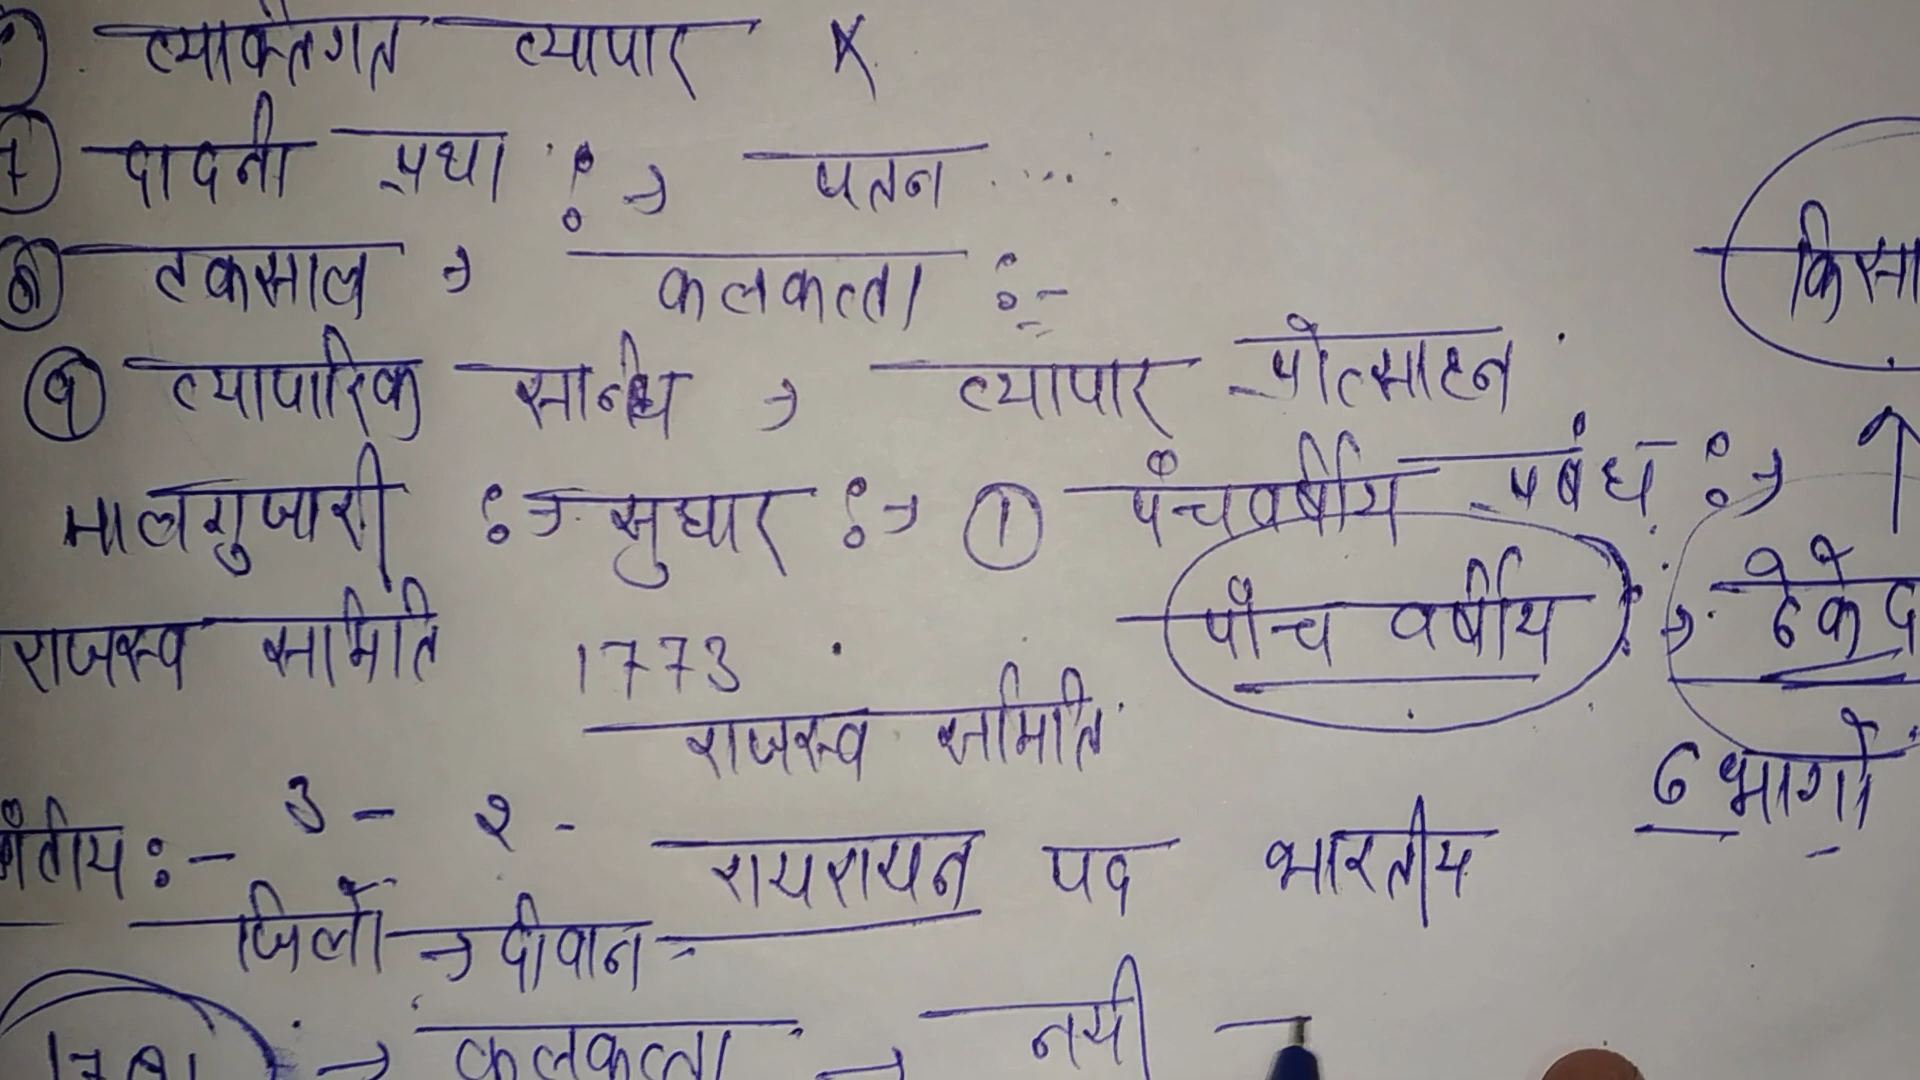 व्यक्तिगत व्यापार X
7 दादनी प्रथा :→ पतन
8 टकसाल → कलकत्ता :-
किसा
9 व्यापारिक सन्धि → व्यापार प्रोत्साहन
मालगुजारी :→ सुधार :→ 1 पंचवर्षीय प्रबंध :→ ↑
पाँच वर्षीय → ठेकेद
राजस्व समिति 1773
राजस्व समिति
6 भागों
3 - 2 -
रायरायन पद भारतीय
जिलों → दीवान -
→ कलकत्ता → नयी